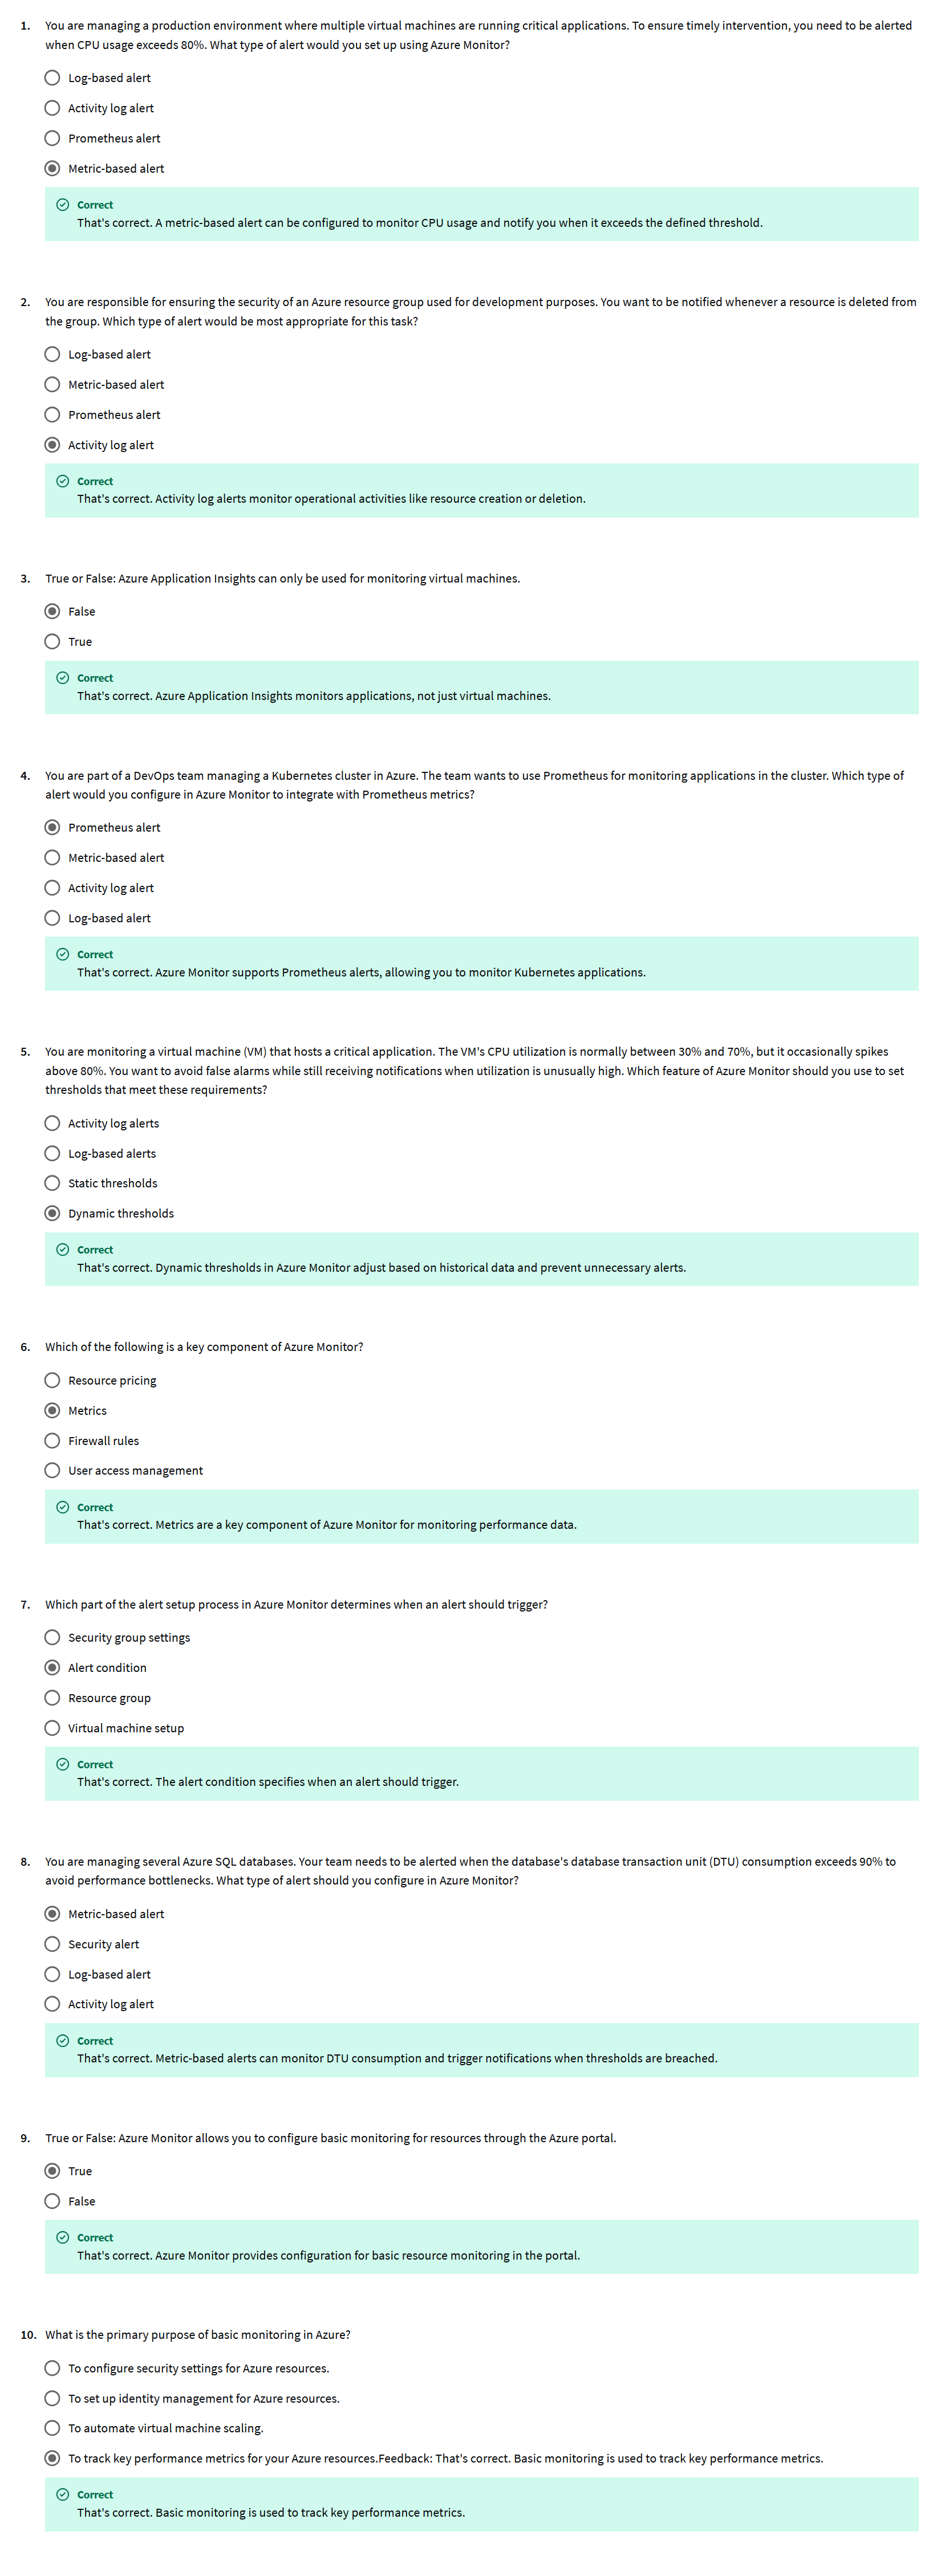 1. You are managing a production environment where multiple virtual machines are running critical applications. To ensure timely intervention, you need to be alerted
when CPU usage exceeds 80%. What type of alert would you set up using Azure Monitor?
Log-based alert
Activity log alert
Prometheus alert
Metric-based alert
Correct
That's correct. A metric-based alert can be configured to monitor CPU usage and notify you when it exceeds the defined threshold.
2. You are responsible for ensuring the security of an Azure resource group used for development purposes. You want to be notified whenever a resource is deleted from
the group. Which type of alert would be most appropriate for this task?
Log-based alert
Metric-based alert
Prometheus alert
Activity log alert
Correct
That's correct. Activity log alerts monitor operational activities like resource creation or deletion.
3. True or False: Azure Application Insights can only be used for monitoring virtual machines.
False
True
Correct
That's correct. Azure Application Insights monitors applications, not just virtual machines.
4. You are part of a DevOps team managing a Kubernetes cluster in Azure. The team wants to use Prometheus for monitoring applications in the cluster. Which type of
alert would you configure in Azure Monitor to integrate with Prometheus metrics?
Prometheus alert
Metric-based alert
Activity log alert
Log-based alert
Correct
That's correct. Azure Monitor supports Prometheus alerts, allowing you to monitor Kubernetes applications.
5. You are monitoring a virtual machine (VM) that hosts a critical application. The VM's CPU utilization is normally between 30% and 70%, but it occasionally spikes
above 80%. You want to avoid false alarms while still receiving notifications when utilization is unusually high. Which feature of Azure Monitor should you use to set
thresholds that meet these requirements?
Activity log alerts
Log-based alerts
Static thresholds
Dynamic thresholds
Correct
That's correct. Dynamic thresholds in Azure Monitor adjust based on historical data and prevent unnecessary alerts.
6. Which of the following is a key component of Azure Monitor?
Resource pricing
Metrics
Firewall rules
User access management
Correct
That's correct. Metrics are a key component of Azure Monitor for monitoring performance data.
7. Which part of the alert setup process in Azure Monitor determines when an alert should trigger?
Security group settings
Alert condition
Resource group
Virtual machine setup
Correct
That's correct. The alert condition specifies when an alert should trigger.
8. You are managing several Azure SQL databases. Your team needs to be alerted when the database's database transaction unit (DTU) consumption exceeds 90% to
avoid performance bottlenecks. What type of alert should you configure in Azure Monitor?
Metric-based alert
Security alert
Log-based alert
Activity log alert
Correct
That's correct. Metric-based alerts can monitor DTU consumption and trigger notifications when thresholds are breached.
9. True or False: Azure Monitor allows you to configure basic monitoring for resources through the Azure portal.
True
False
Correct
That's correct. Azure Monitor provides configuration for basic resource monitoring in the portal.
10. What is the primary purpose of basic monitoring in Azure?
To configure security settings for Azure resources.
To set up identity management for Azure resources.
To automate virtual machine scaling.
To track key performance metrics for your Azure resources.Feedback: That's correct. Basic monitoring is used to track key performance metrics.
Correct
That's correct. Basic monitoring is used to track key performance metrics.